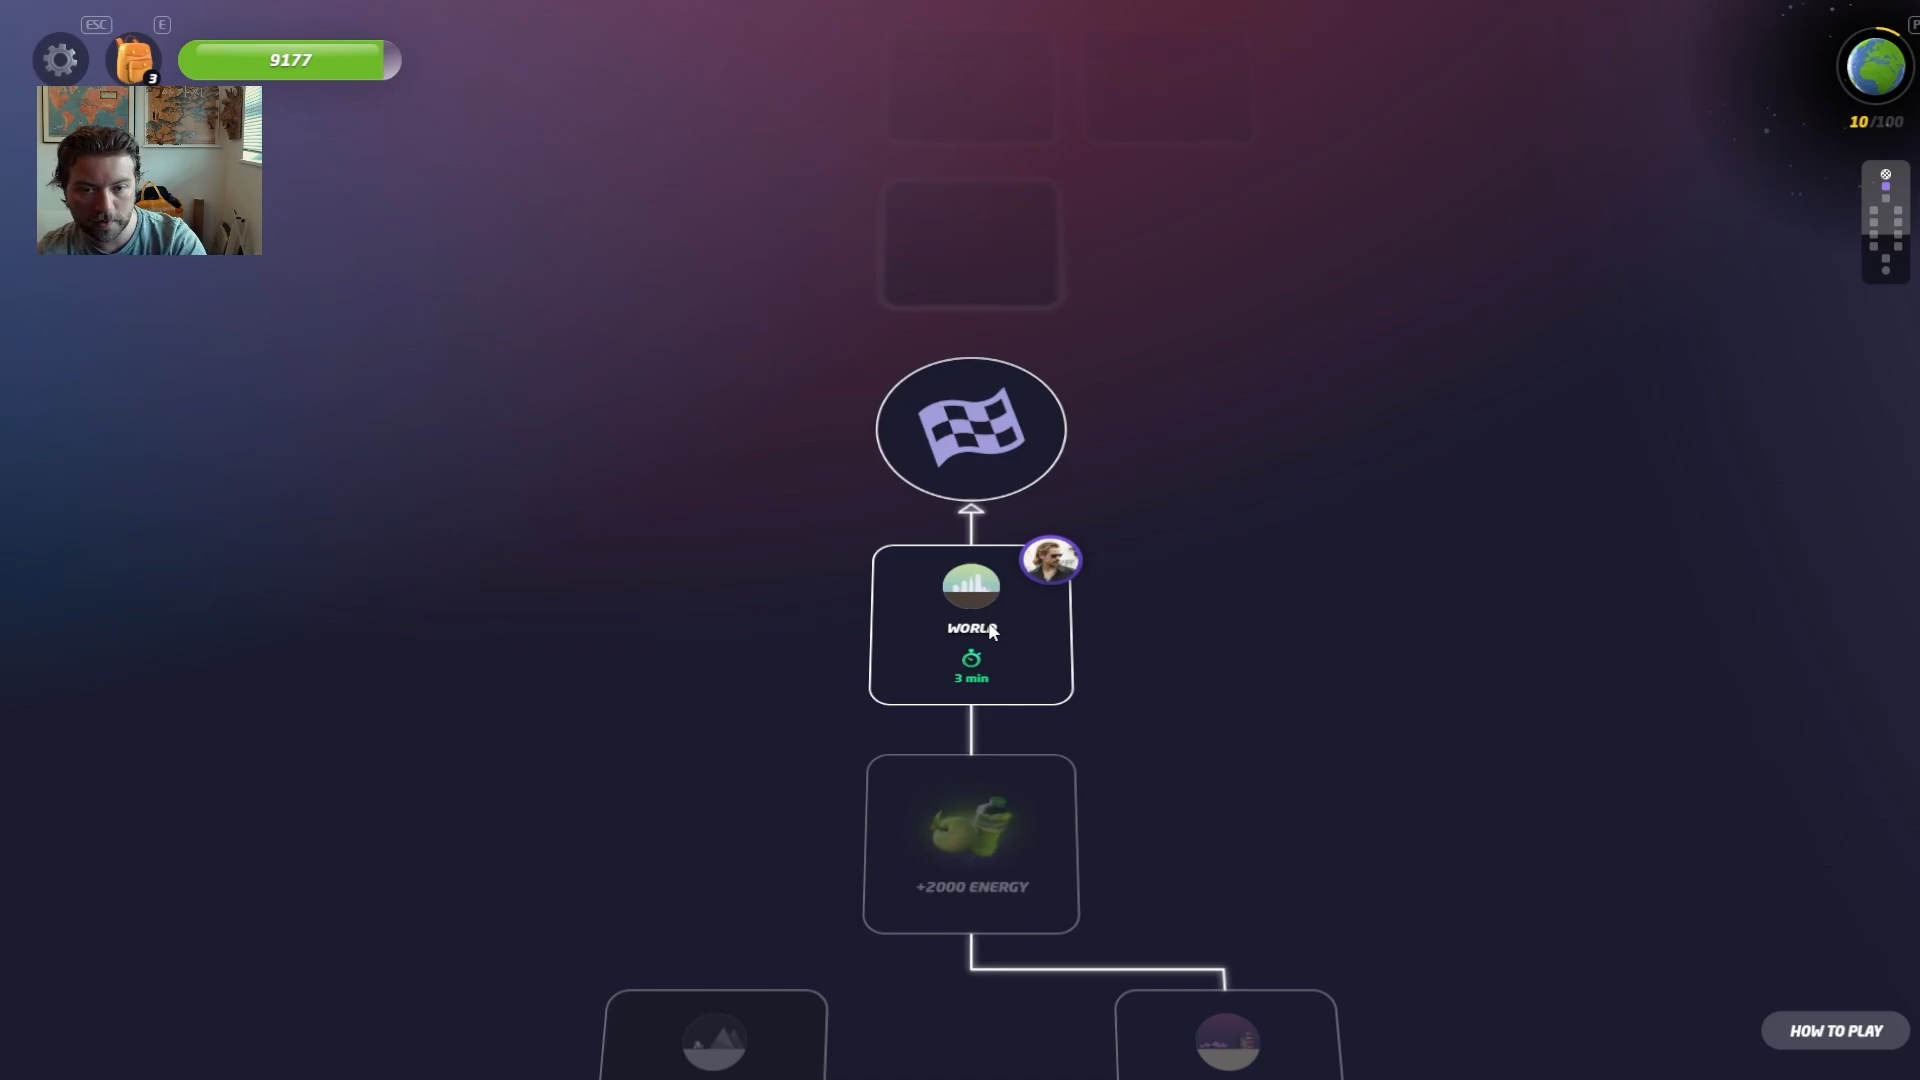 ESC
E
9177
3
10/100
WORLD
3 min
+2000 ENERGY
HOW TO PLAY